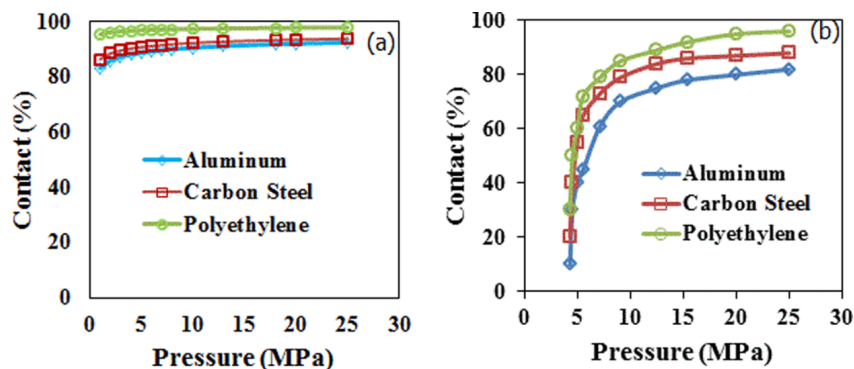 (a)
100
80
60
40
20
0
Contact (%)
Aluminum
Carbon Steel
Polyethylene
0 5 10 15 20 25 30
Pressure (MPa)
(b)
100
80
60
40
20
0
Contact (%)
Aluminum
Carbon Steel
Polyethylene
0 5 10 15 20 25 30
Pressure (MPa)